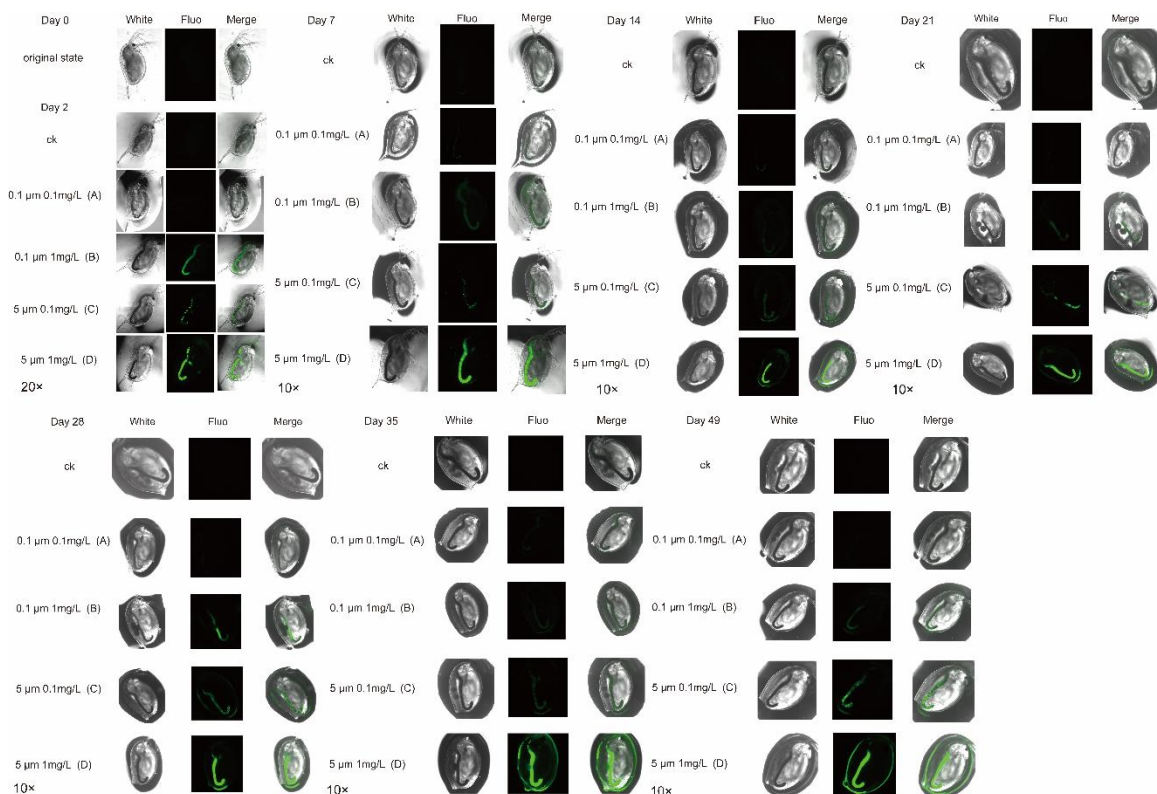 Day 0 White Fluo Merge
original state
Day 2
ck
0.1 μm 0.1mg/L (A)
0.1 μm 1mg/L (B)
5 μm 0.1mg/L (C)
5 μm 1mg/L (D)
20×
Day 7 White Fluo Merge
ck
0.1 μm 0.1mg/L (A)
0.1 μm 1mg/L (B)
5 μm 0.1mg/L (C)
5 μm 1mg/L (D)
10×
Day 14 White Fluo Merge
ck
0.1 μm 0.1mg/L (A)
0.1 μm 1mg/L (B)
5 μm 0.1mg/L (C)
5 μm 1mg/L (D)
10×
Day 21 White Fluo Merge
ck
0.1 μm 0.1mg/L (A)
0.1 μm 1mg/L (B)
5 μm 0.1mg/L (C)
5 μm 1mg/L (D)
10×
Day 28 White Fluo Merge
ck
0.1 μm 0.1mg/L (A)
0.1 μm 1mg/L (B)
5 μm 0.1mg/L (C)
5 μm 1mg/L (D)
10×
Day 35 White Fluo Merge
ck
0.1 μm 0.1mg/L (A)
0.1 μm 1mg/L (B)
5 μm 0.1mg/L (C)
5 μm 1mg/L (D)
10×
Day 49 White Fluo Merge
ck
0.1 μm 0.1mg/L (A)
0.1 μm 1mg/L (B)
5 μm 0.1mg/L (C)
5 μm 1mg/L (D)
10×